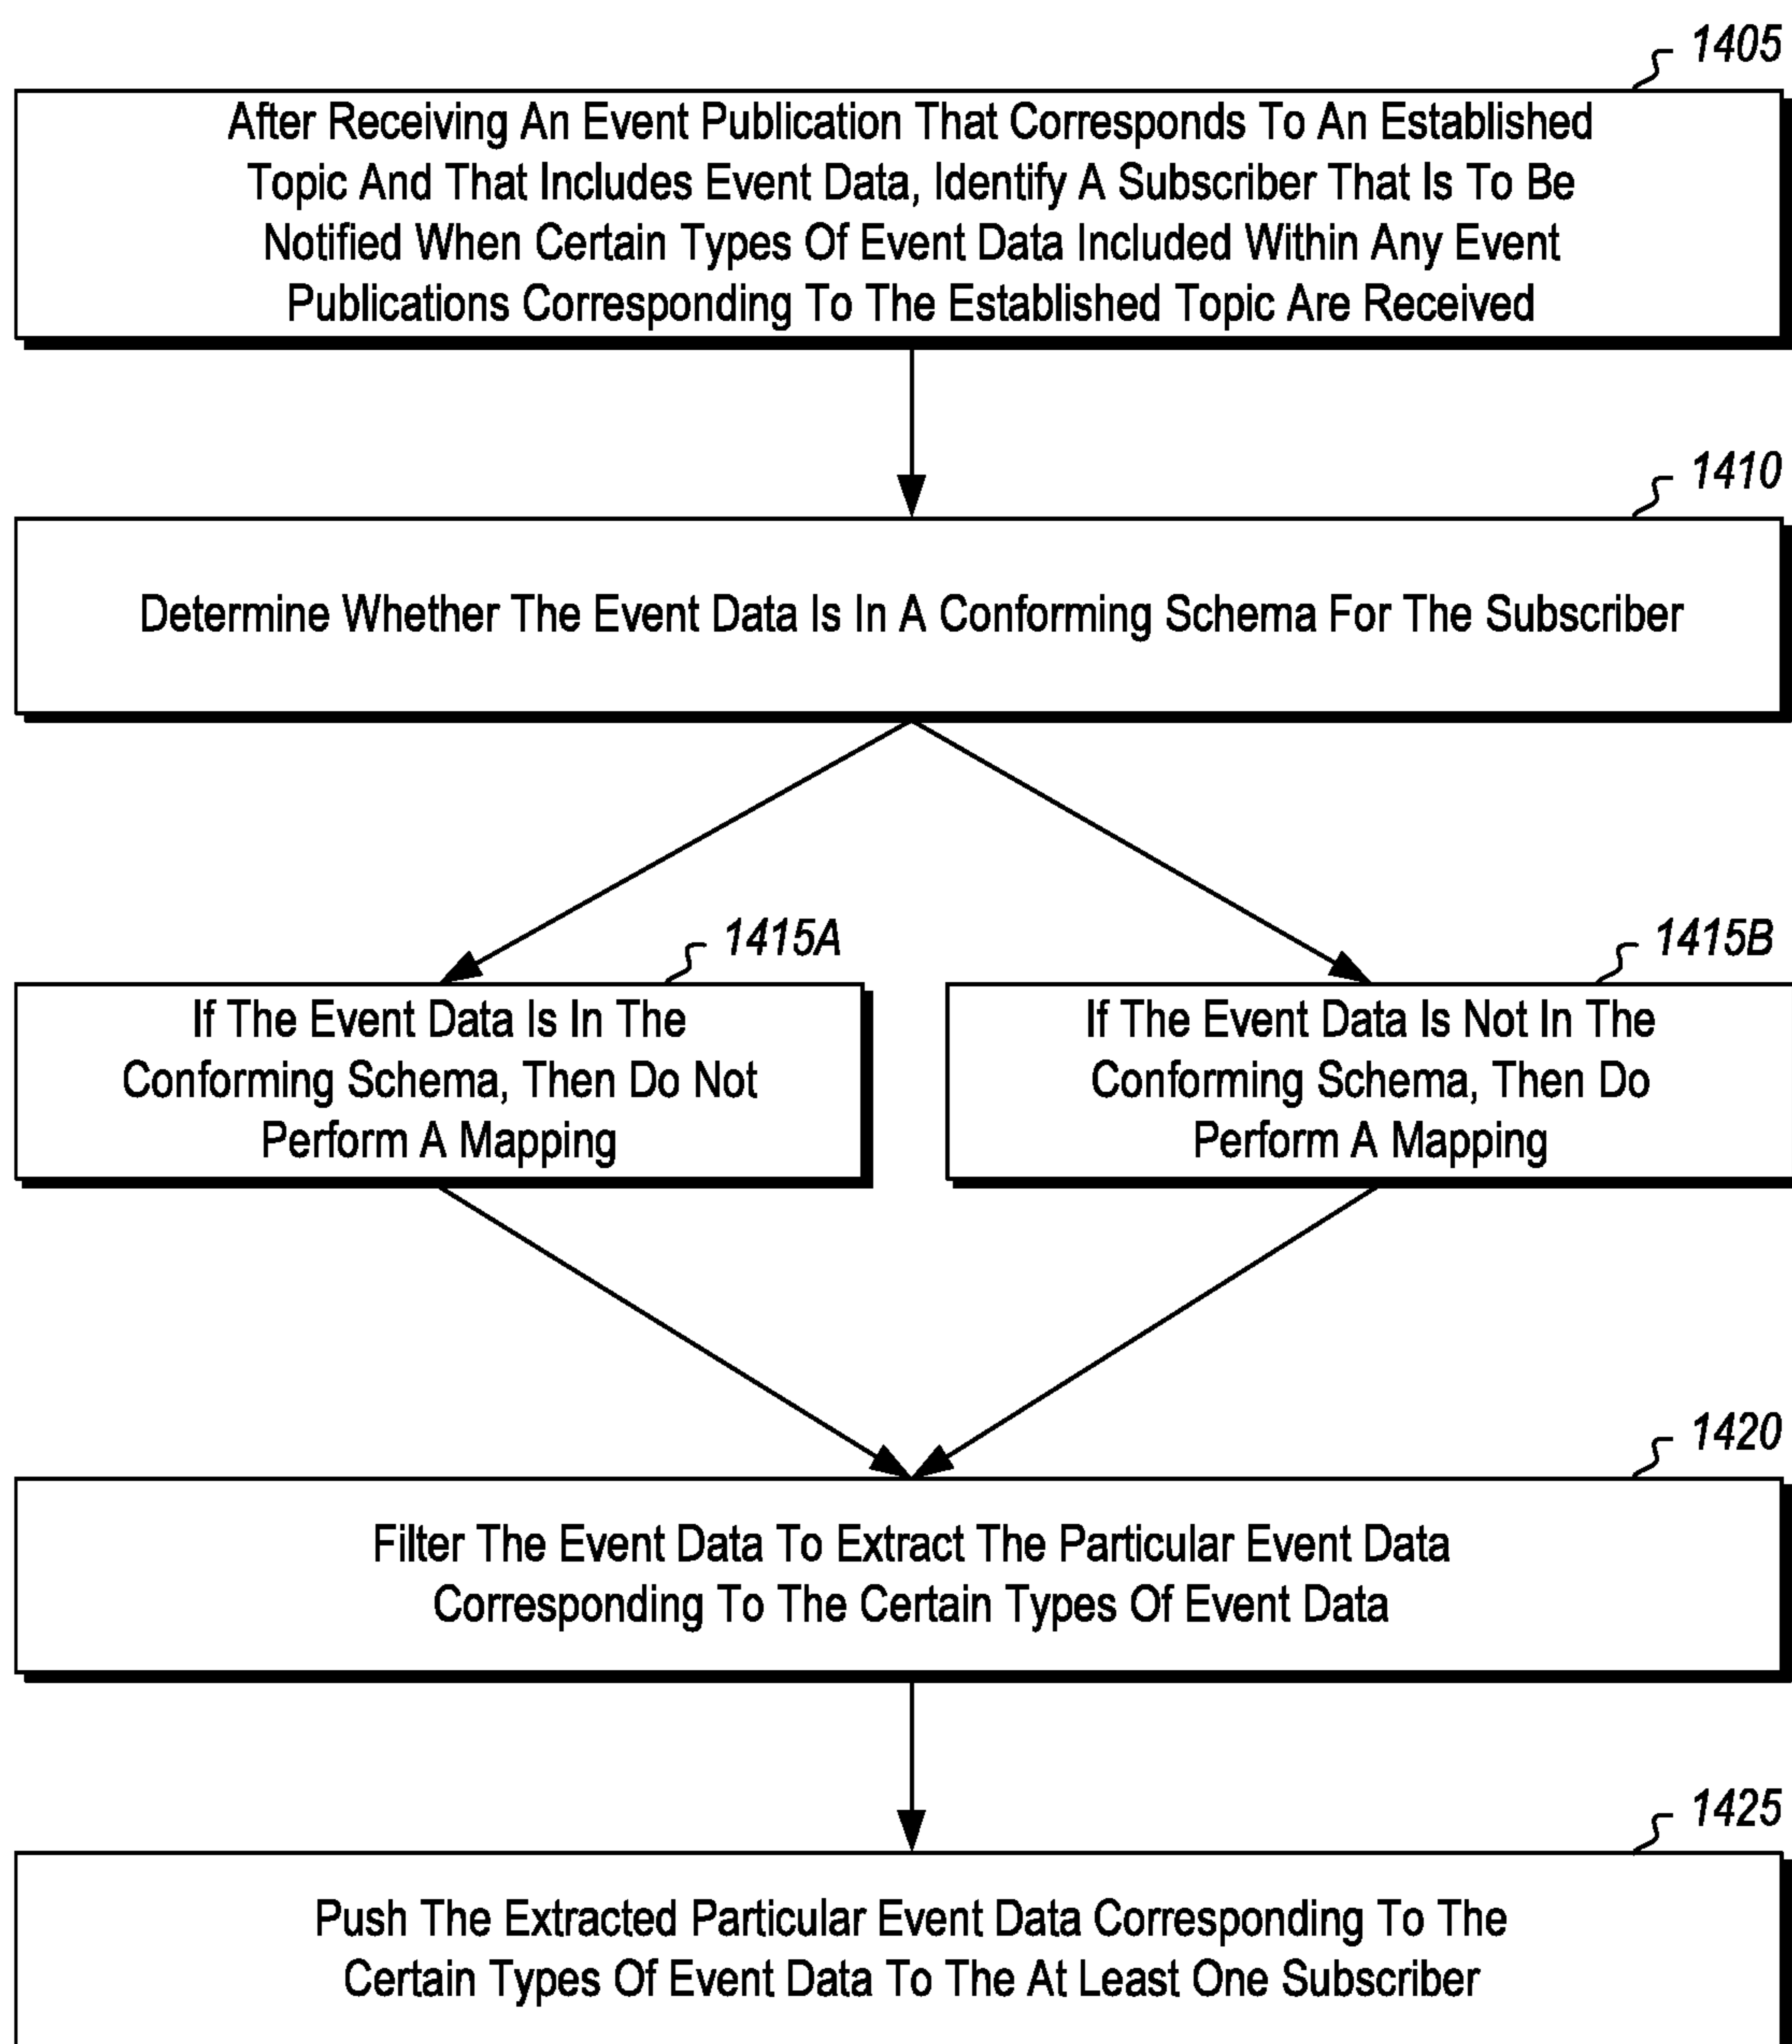 1405
After Receiving An Event Publication That Corresponds To An Established
Topic And That Includes Event Data, Identify A Subscriber That Is To Be
Notified When Certain Types Of Event Data Included Within Any Event
Publications Corresponding To The Established Topic Are Received
1410
Determine Whether The Event Data Is In A Conforming Schema For The Subscriber
1415A
If The Event Data Is In The
Conforming Schema, Then Do Not
Perform A Mapping
1415B
If The Event Data Is Not In The
Conforming Schema, Then Do
Perform A Mapping
1420
Filter The Event Data To Extract The Particular Event Data
Corresponding To The Certain Types Of Event Data
1425
Push The Extracted Particular Event Data Corresponding To The
Certain Types Of Event Data To The At Least One Subscriber